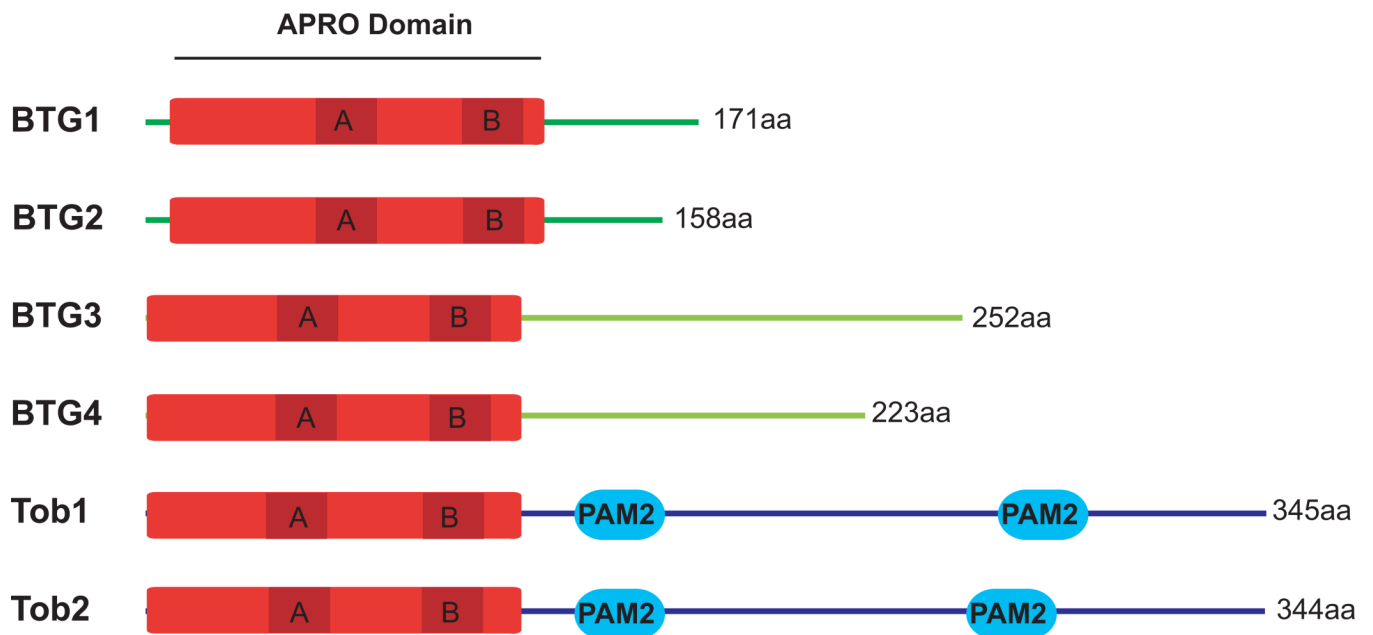 APRO Domain
BTG1 A B 171aa
BTG2 A B 158aa
BTG3 A B 252aa
BTG4 A B 223aa
Tob1 A B PAM2 PAM2 345aa
Tob2 A B PAM2 PAM2 344aa